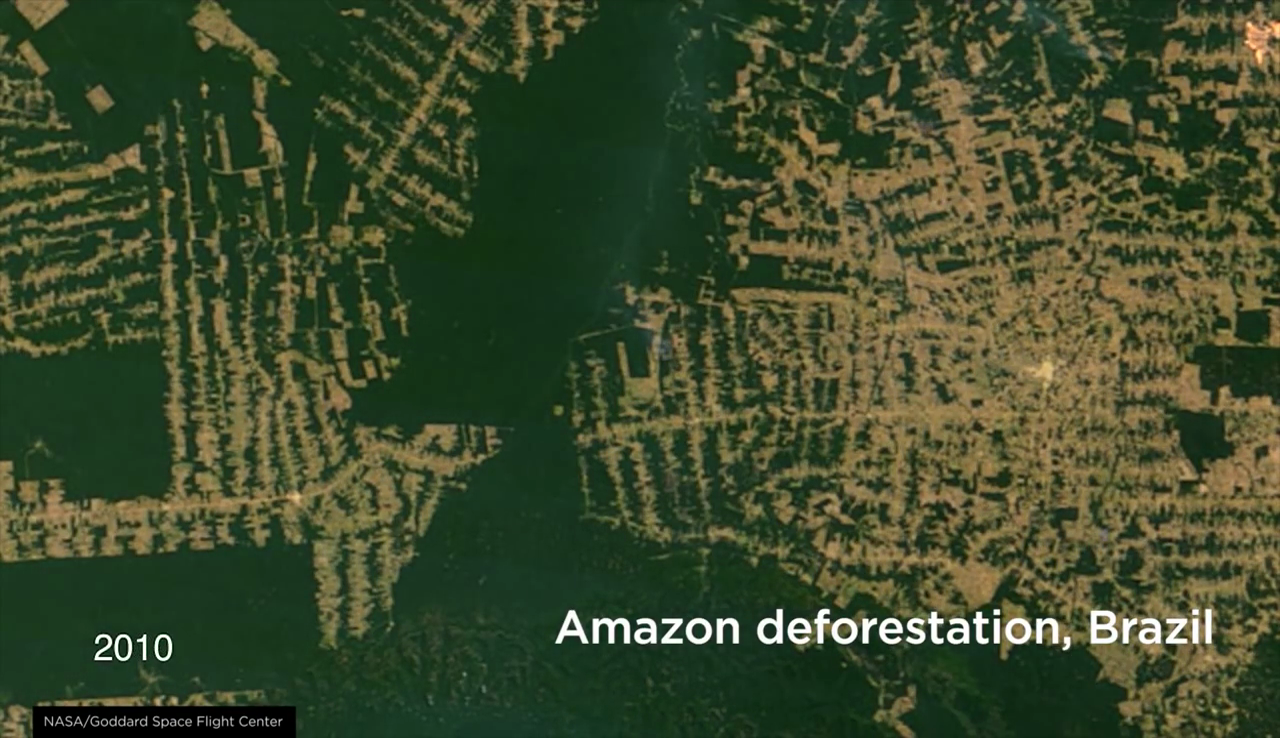 Amazon deforestation, Brazil
2010
NASA/Goddard Space Flight Center